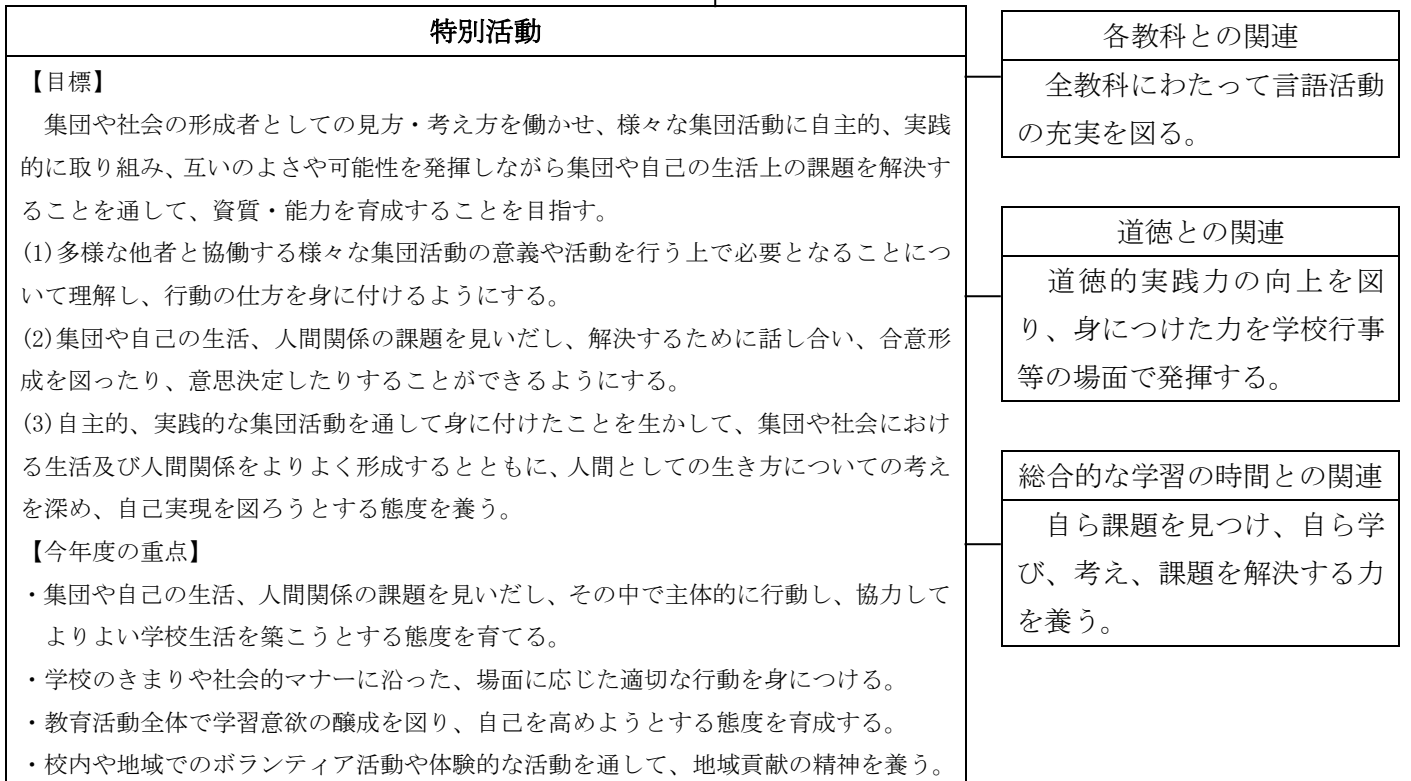 特別活動
【目標】
　集団や社会の形成者としての見方・考え方を働かせ、様々な集団活動に自主的、実践
的に取り組み、互いのよさや可能性を発揮しながら集団や自己の生活上の課題を解決す
ることを通して、資質・能力を育成することを目指す。
(1)多様な他者と協働する様々な集団活動の意義や活動を行う上で必要となることにつ
いて理解し、行動の仕方を身に付けるようにする。
(2)集団や自己の生活、人間関係の課題を見いだし、解決するために話し合い、合意形
成を図ったり、意思決定したりすることができるようにする。
(3)自主的、実践的な集団活動を通して身に付けたことを生かして、集団や社会におけ
る生活及び人間関係をよりよく形成するとともに、人間としての生き方についての考え
を深め、自己実現を図ろうとする態度を養う。
【今年度の重点】
・集団や自己の生活、人間関係の課題を見いだし、その中で主体的に行動し、協力して
よりよい学校生活を築こうとする態度を育てる。
・学校のきまりや社会的マナーに沿った、場面に応じた適切な行動を身につける。
・教育活動全体で学習意欲の醸成を図り、自己を高めようとする態度を育成する。
・校内や地域でのボランティア活動や体験的な活動を通して、地域貢献の精神を養う。
各教科との関連
　全教科にわたって言語活動
の充実を図る。
道徳との関連
　道徳的実践力の向上を図
り、身につけた力を学校行事
等の場面で発揮する。
総合的な学習の時間との関連
　自ら課題を見つけ、自ら学
び、考え、課題を解決する力
を養う。